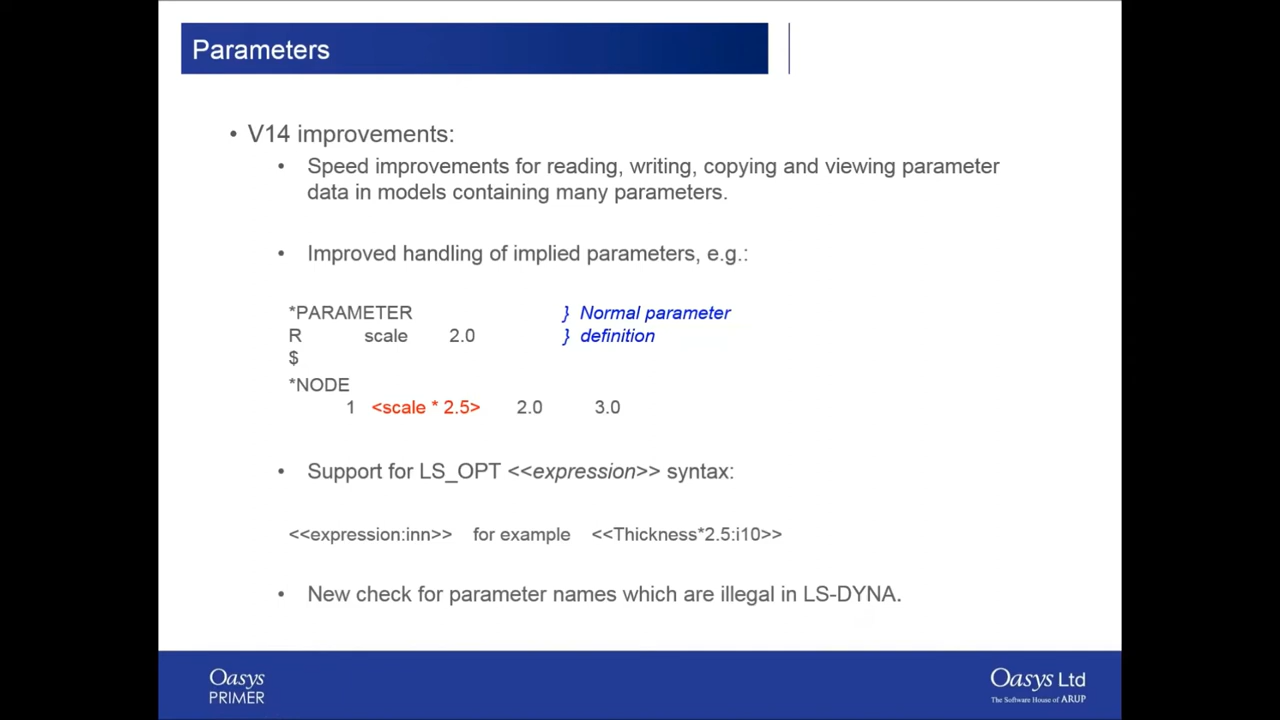 Parameters
• V14 improvements:
• Speed improvements for reading, writing, copying and viewing parameter
data in models containing many parameters.
• Improved handling of implied parameters, e.g.:
*PARAMETER } Normal parameter
R scale 2.0 } definition
$
*NODE
1 <scale * 2.5> 2.0 3.0
• Support for LS_OPT <<expression>> syntax:
<<expression:inn>> for example <<Thickness*2.5:i10>>
• New check for parameter names which are illegal in LS-DYNA.
Oasys
PRIMER
Oasys Ltd
The Software House of ARUP